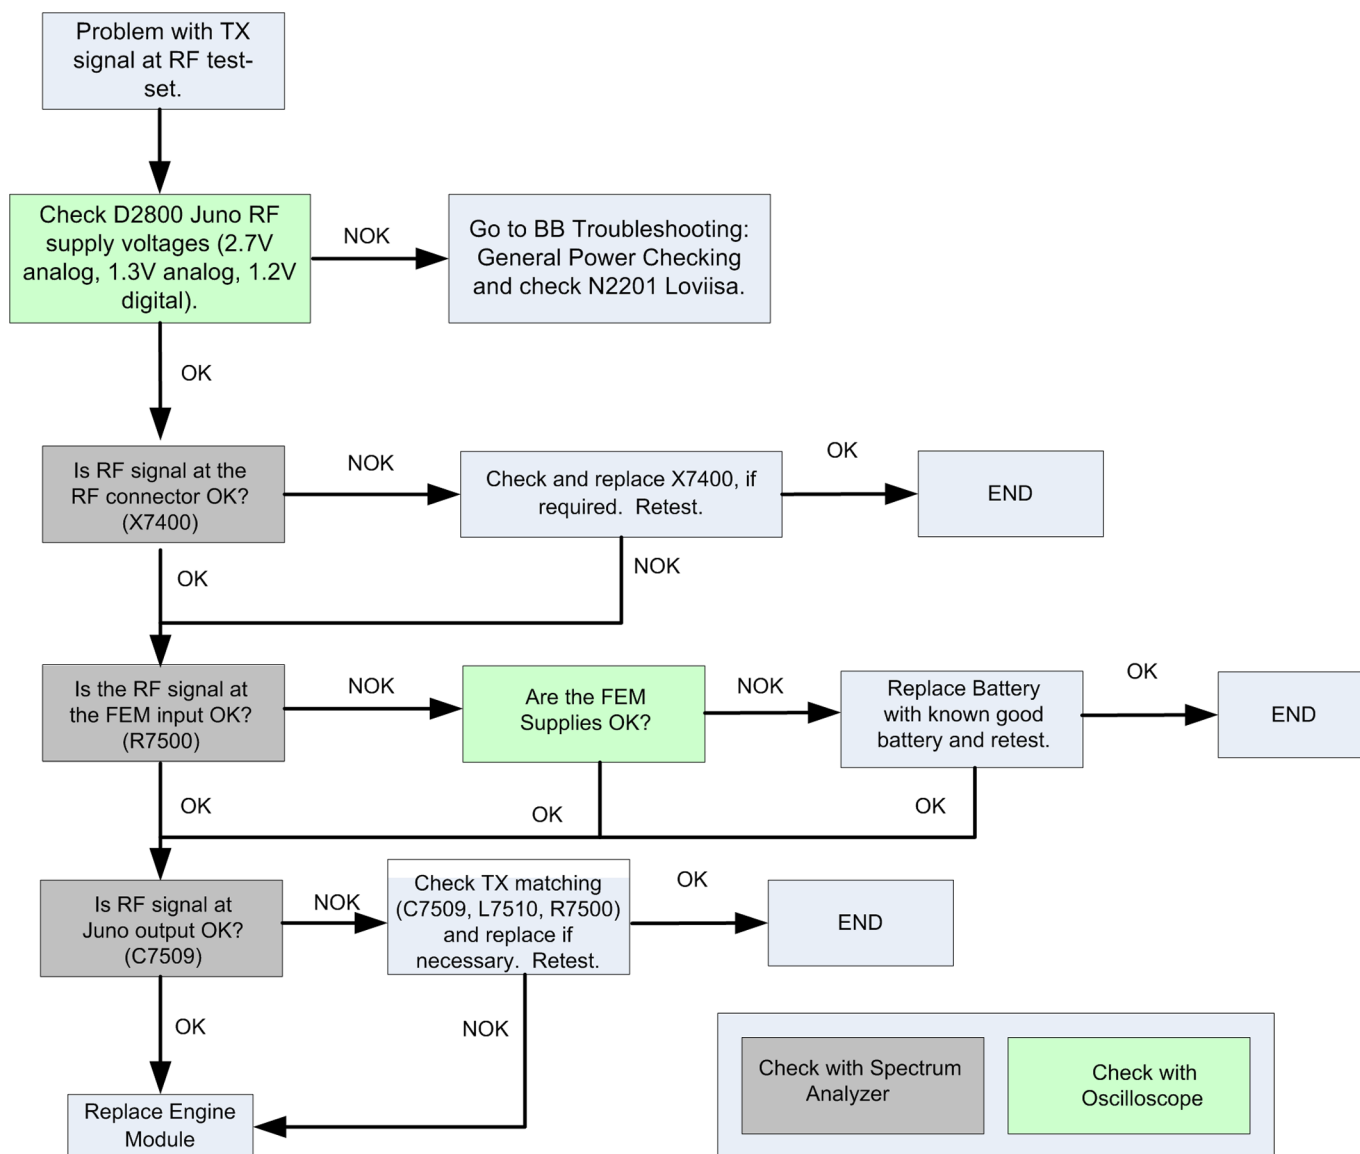 Problem with TX
signal at RF test-
set.
Check D2800 Juno RF
supply voltages (2.7V
analog, 1.3V analog, 1.2V
digital).
NOK
Go to BB Troubleshooting:
General Power Checking
and check N2201 Loviisa.
OK
Is RF signal at the
RF connector OK?
(X7400)
NOK
Check and replace X7400, if
required. Retest.
OK
END
OK
NOK
Is the RF signal at
the FEM input OK?
(R7500)
NOK
Are the FEM
Supplies OK?
NOK
Replace Battery
with known good
battery and retest.
OK
END
OK
OK
OK
Is RF signal at
Juno output OK?
(C7509)
NOK
Check TX matching
(C7509, L7510, R7500)
and replace if
necessary. Retest.
OK
END
OK
NOK
Replace Engine
Module
Check with Spectrum
Analyzer
Check with
Oscilloscope